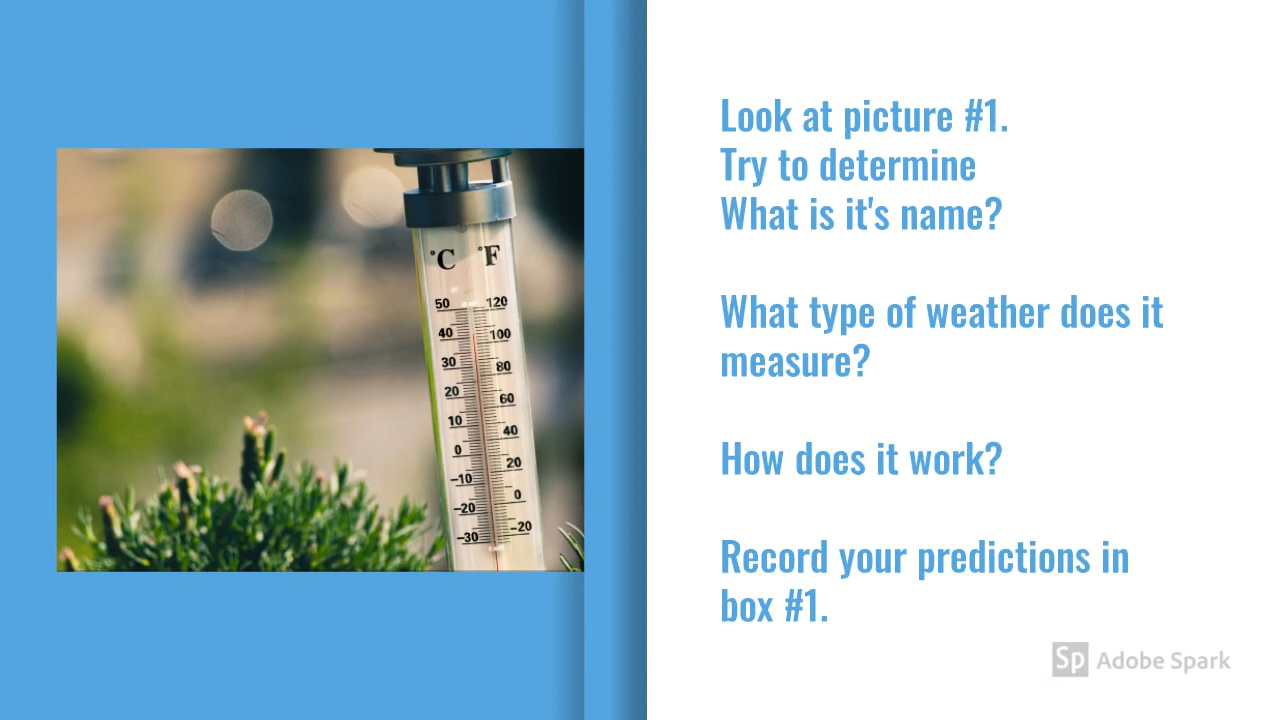 Look at picture #1.
Try to determine
What is it's name?
What type of weather does it
measure?
How does it work?
Record your predictions in
box #1.
°C °F
50 120
40 100
30 80
20 60
10 40
0 20
-10 0
-20 -20
-30
Sp Adobe Spark